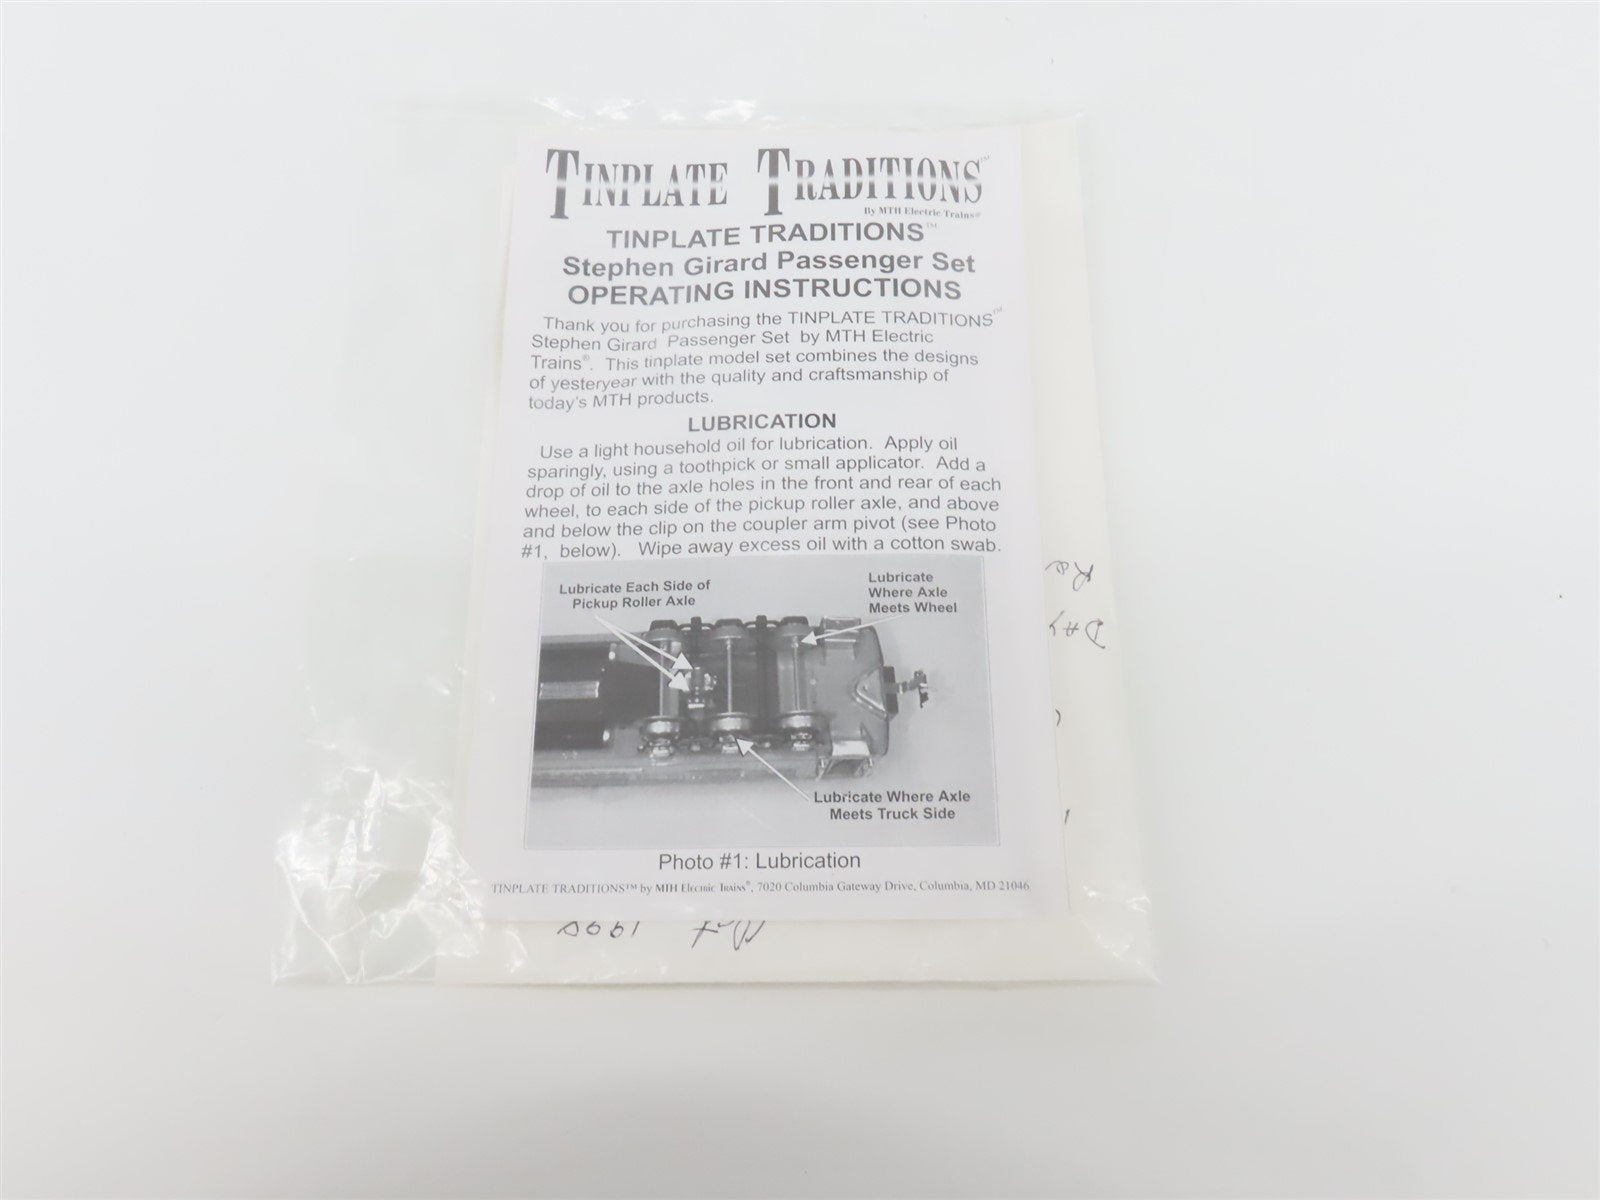 TINPLATE TRADITIONS™
By MTH Electric Trains®
TINPLATE TRADITIONS™
Stephen Girard Passenger Set
OPERATING INSTRUCTIONS
Thank you for purchasing the TINPLATE TRADITIONS™
Stephen Girard Passenger Set by MTH Electric
Trains®. This tinplate model set combines the designs
of yesteryear with the quality and craftsmanship of
today's MTH products.
LUBRICATION
Use a light household oil for lubrication. Apply oil
sparingly, using a toothpick or small applicator. Add a
drop of oil to the axle holes in the front and rear of each
wheel, to each side of the pickup roller axle, and above
and below the clip on the coupler arm pivot (see Photo
#1, below). Wipe away excess oil with a cotton swab.
Lubricate Each Side of
Pickup Roller Axle
Lubricate
Where Axle
Meets Wheel
Lubricate Where Axle
Meets Truck Side
Photo #1: Lubrication
TINPLATE TRADITIONS™ by MTH Electric Trains®, 7020 Columbia Gateway Drive, Columbia, MD 21046